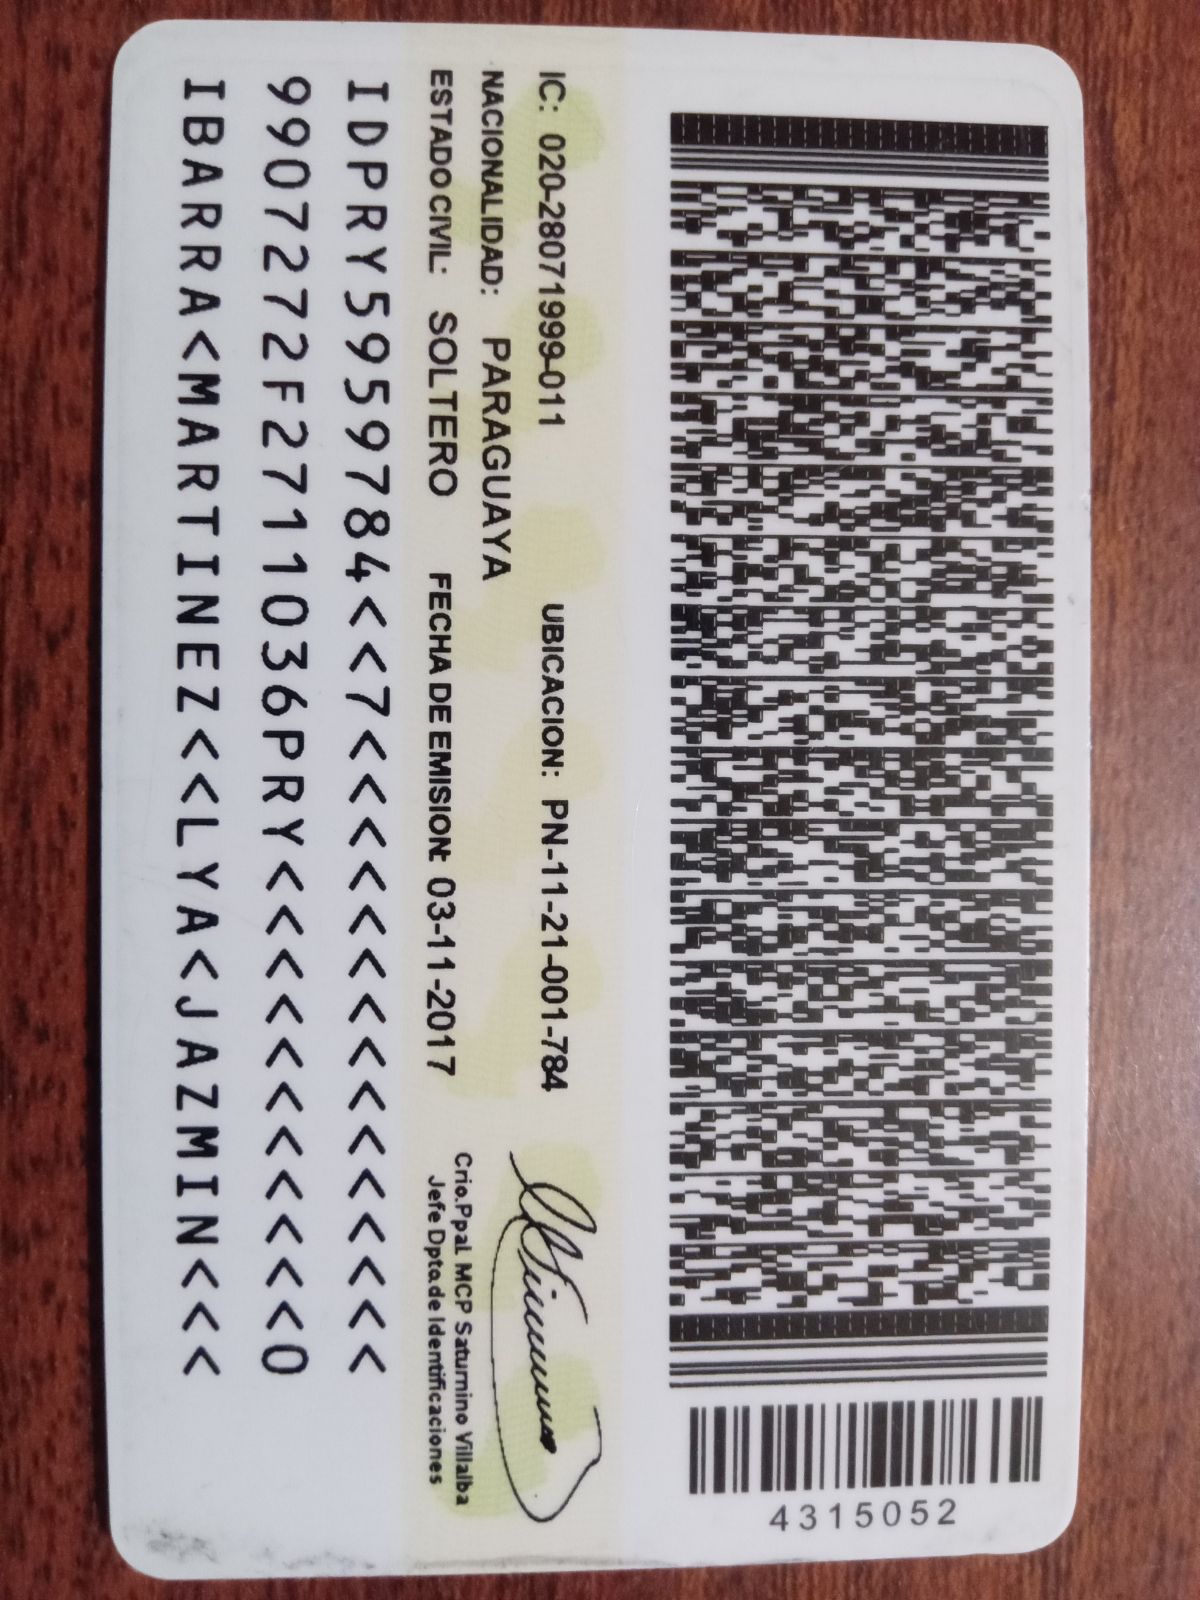 4315052
IC: 020-28071999-011 UBICACION: PN-11-21-001-784
NACIONALIDAD: PARAGUAYA
ESTADO CIVIL: SOLTERO FECHA DE EMISION: 03-11-2017
Crio.Ppal. MCP Saturnino Villalba
Jefe Dpto.de Identificaciones
IDPRY5959784<<7<<<<<<<<<<<<<<<
9907272F2711036PRY<<<<<<<<<<<0
IBARRA<MARTINEZ<<LYA<JAZMIN<<<